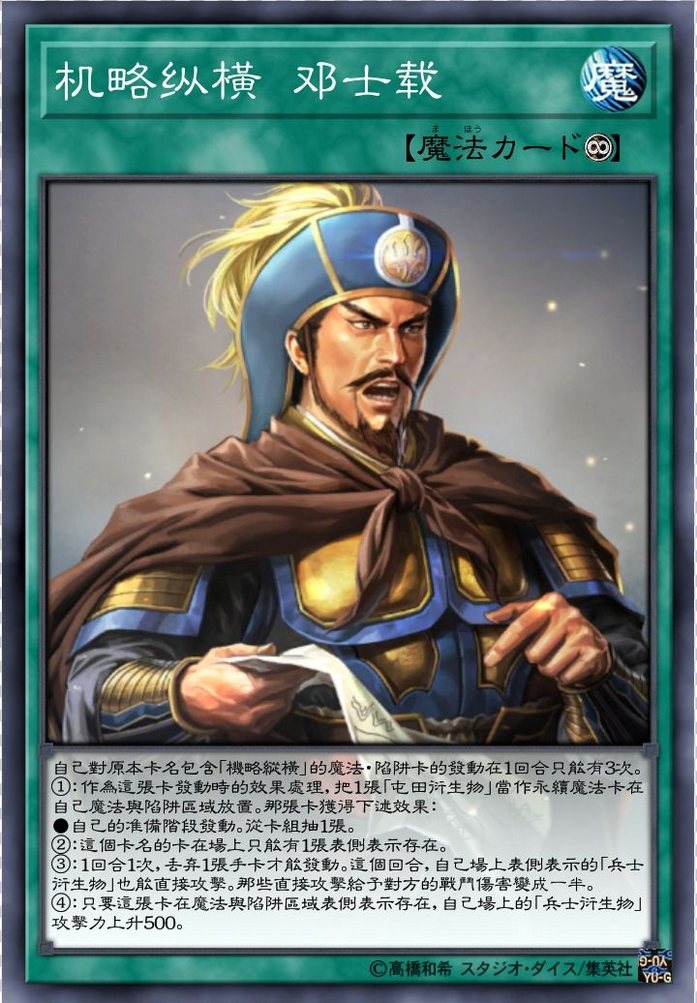 机略纵横 邓士载
魔
まほう
【魔法カード】
自己對原本卡名包含「機略縱橫」的魔法·陷阱卡的發動在1回合只能有3次。
①:作為這張卡發動時的效果處理,把1張「屯田衍生物」當作永續魔法卡在
自己魔法與陷阱區域放置。那張卡獲得下述效果:
●自己的准備階段發動。從卡組抽1張。
②:這個卡名的卡在場上只能有1張表側表示存在。
③:1回合1次,丟弃1張手卡才能發動。這個回合,自己場上表側表示的「兵士
衍生物」也能直接攻擊。那些直接攻擊給予對方的戰鬥傷害變成一半。
④:只要這張卡在魔法與陷阱區域表側表示存在,自己場上的「兵士衍生物」
攻擊力上升500。
©高橋和希 スタジオ・ダイス/集英社
YU-G
YU-G